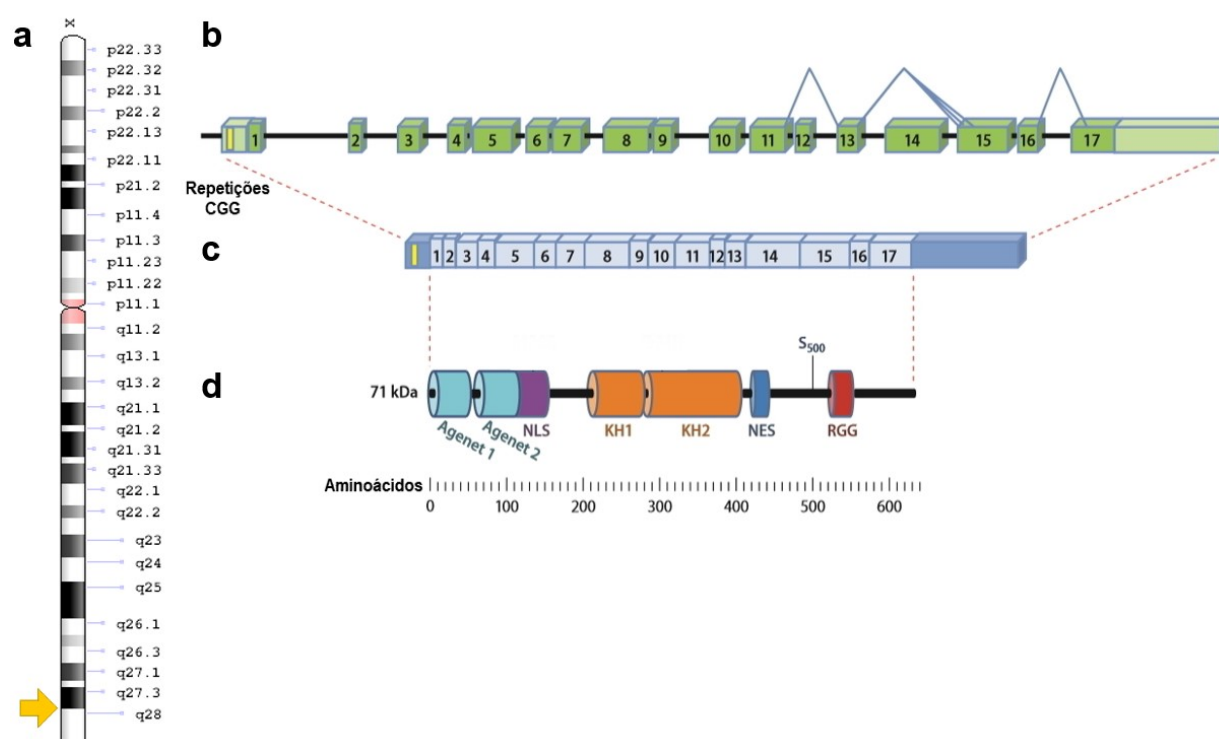 a
X
p22.33
p22.32
p22.31
p22.2
p22.13
p22.11
p21.2
p11.4
p11.3
p11.23
p11.22
p11.1
q11.2
q13.1
q13.2
q21.1
q21.2
q21.31
q21.33
q22.1
q22.2
q23
q24
q25
q26.1
q26.3
q27.1
q27.3
q28
b
1 2 3 4 5 6 7 8 9 10 11 12 13 14 15 16 17
Repetições
CGG
c
1 2 3 4 5 6 7 8 9 10 11 12 13 14 15 16 17
d
71 kDa
S500
Agenet 1 Agenet 2 NLS KH1 KH2 NES RGG
Aminoácidos
0 100 200 300 400 500 600